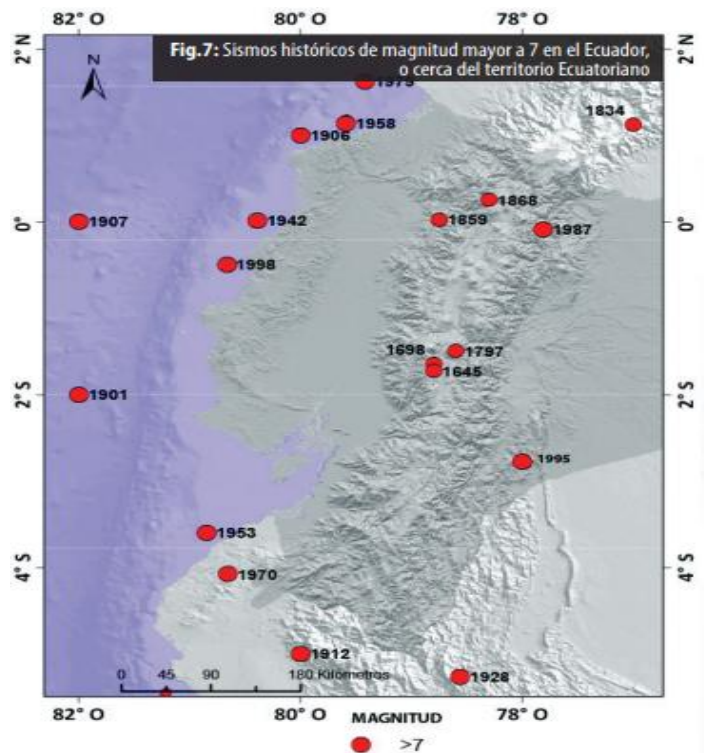 82° O 80° O 78° O
Fig.7: Sismos históricos de magnitud mayor a 7 en el Ecuador,
o cerca del territorio Ecuatoriano
2°N
N
1834
1958
1906
1868
1859
0°
1907
1942
1987
0°
1998
1698
1797
1645
2°S
1901
2°S
1995
1953
4°S
1970
4°S
1912
0 45 90 180 Kilómetros
1928
82° O 80° O 78° O
MAGNITUD
>7